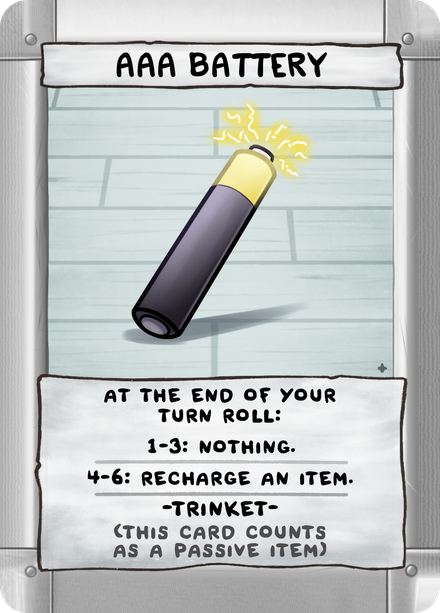 AAA BATTERY
AT THE END OF YOUR
TURN ROLL:
1-3: NOTHING.
4-6: RECHARGE AN ITEM.
-TRINKET-
(THIS CARD COUNTS
AS A PASSIVE ITEM)